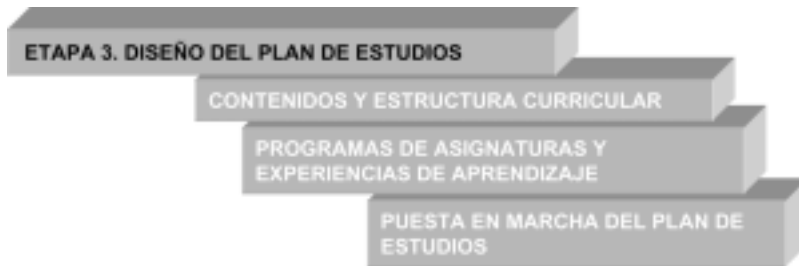 ETAPA 3. DISEÑO DEL PLAN DE ESTUDIOS
CONTENIDOS Y ESTRUCTURA CURRICULAR
PROGRAMAS DE ASIGNATURAS Y
EXPERIENCIAS DE APRENDIZAJE
PUESTA EN MARCHA DEL PLAN DE
ESTUDIOS